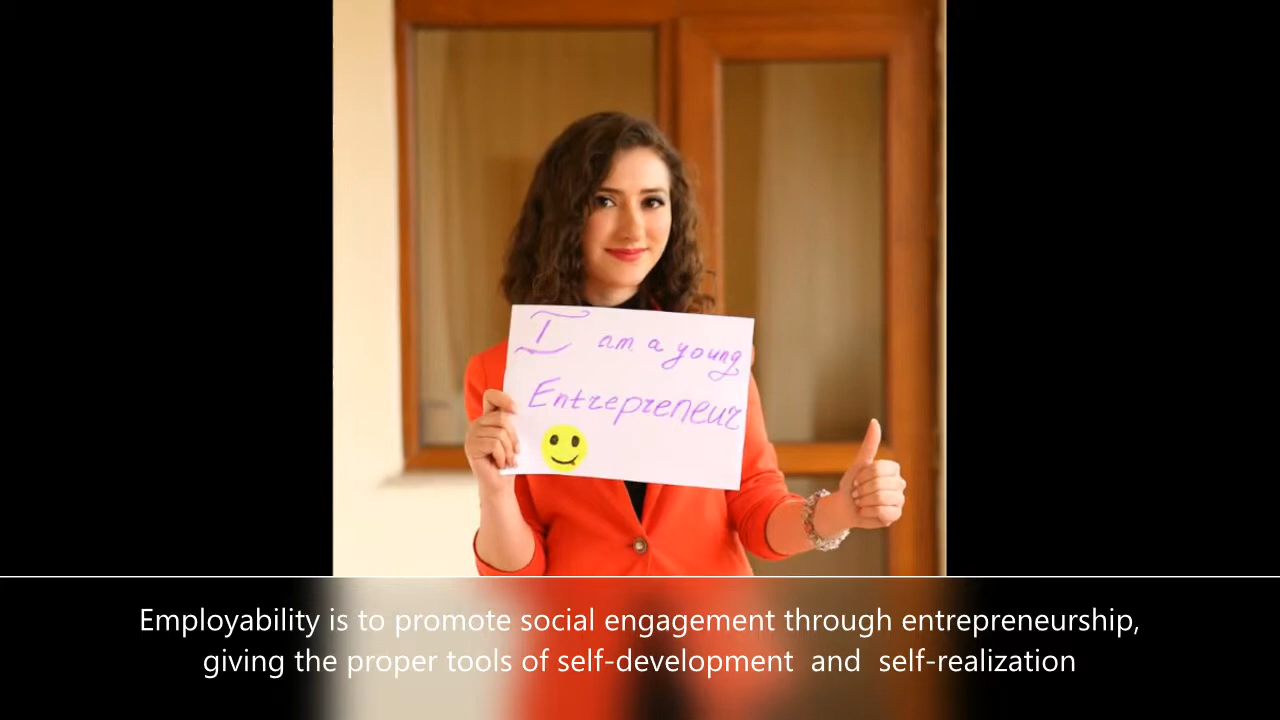 I am a young
Entrepreneur
Employability is to promote social engagement through entrepreneurship,
giving the proper tools of self-development and self-realization